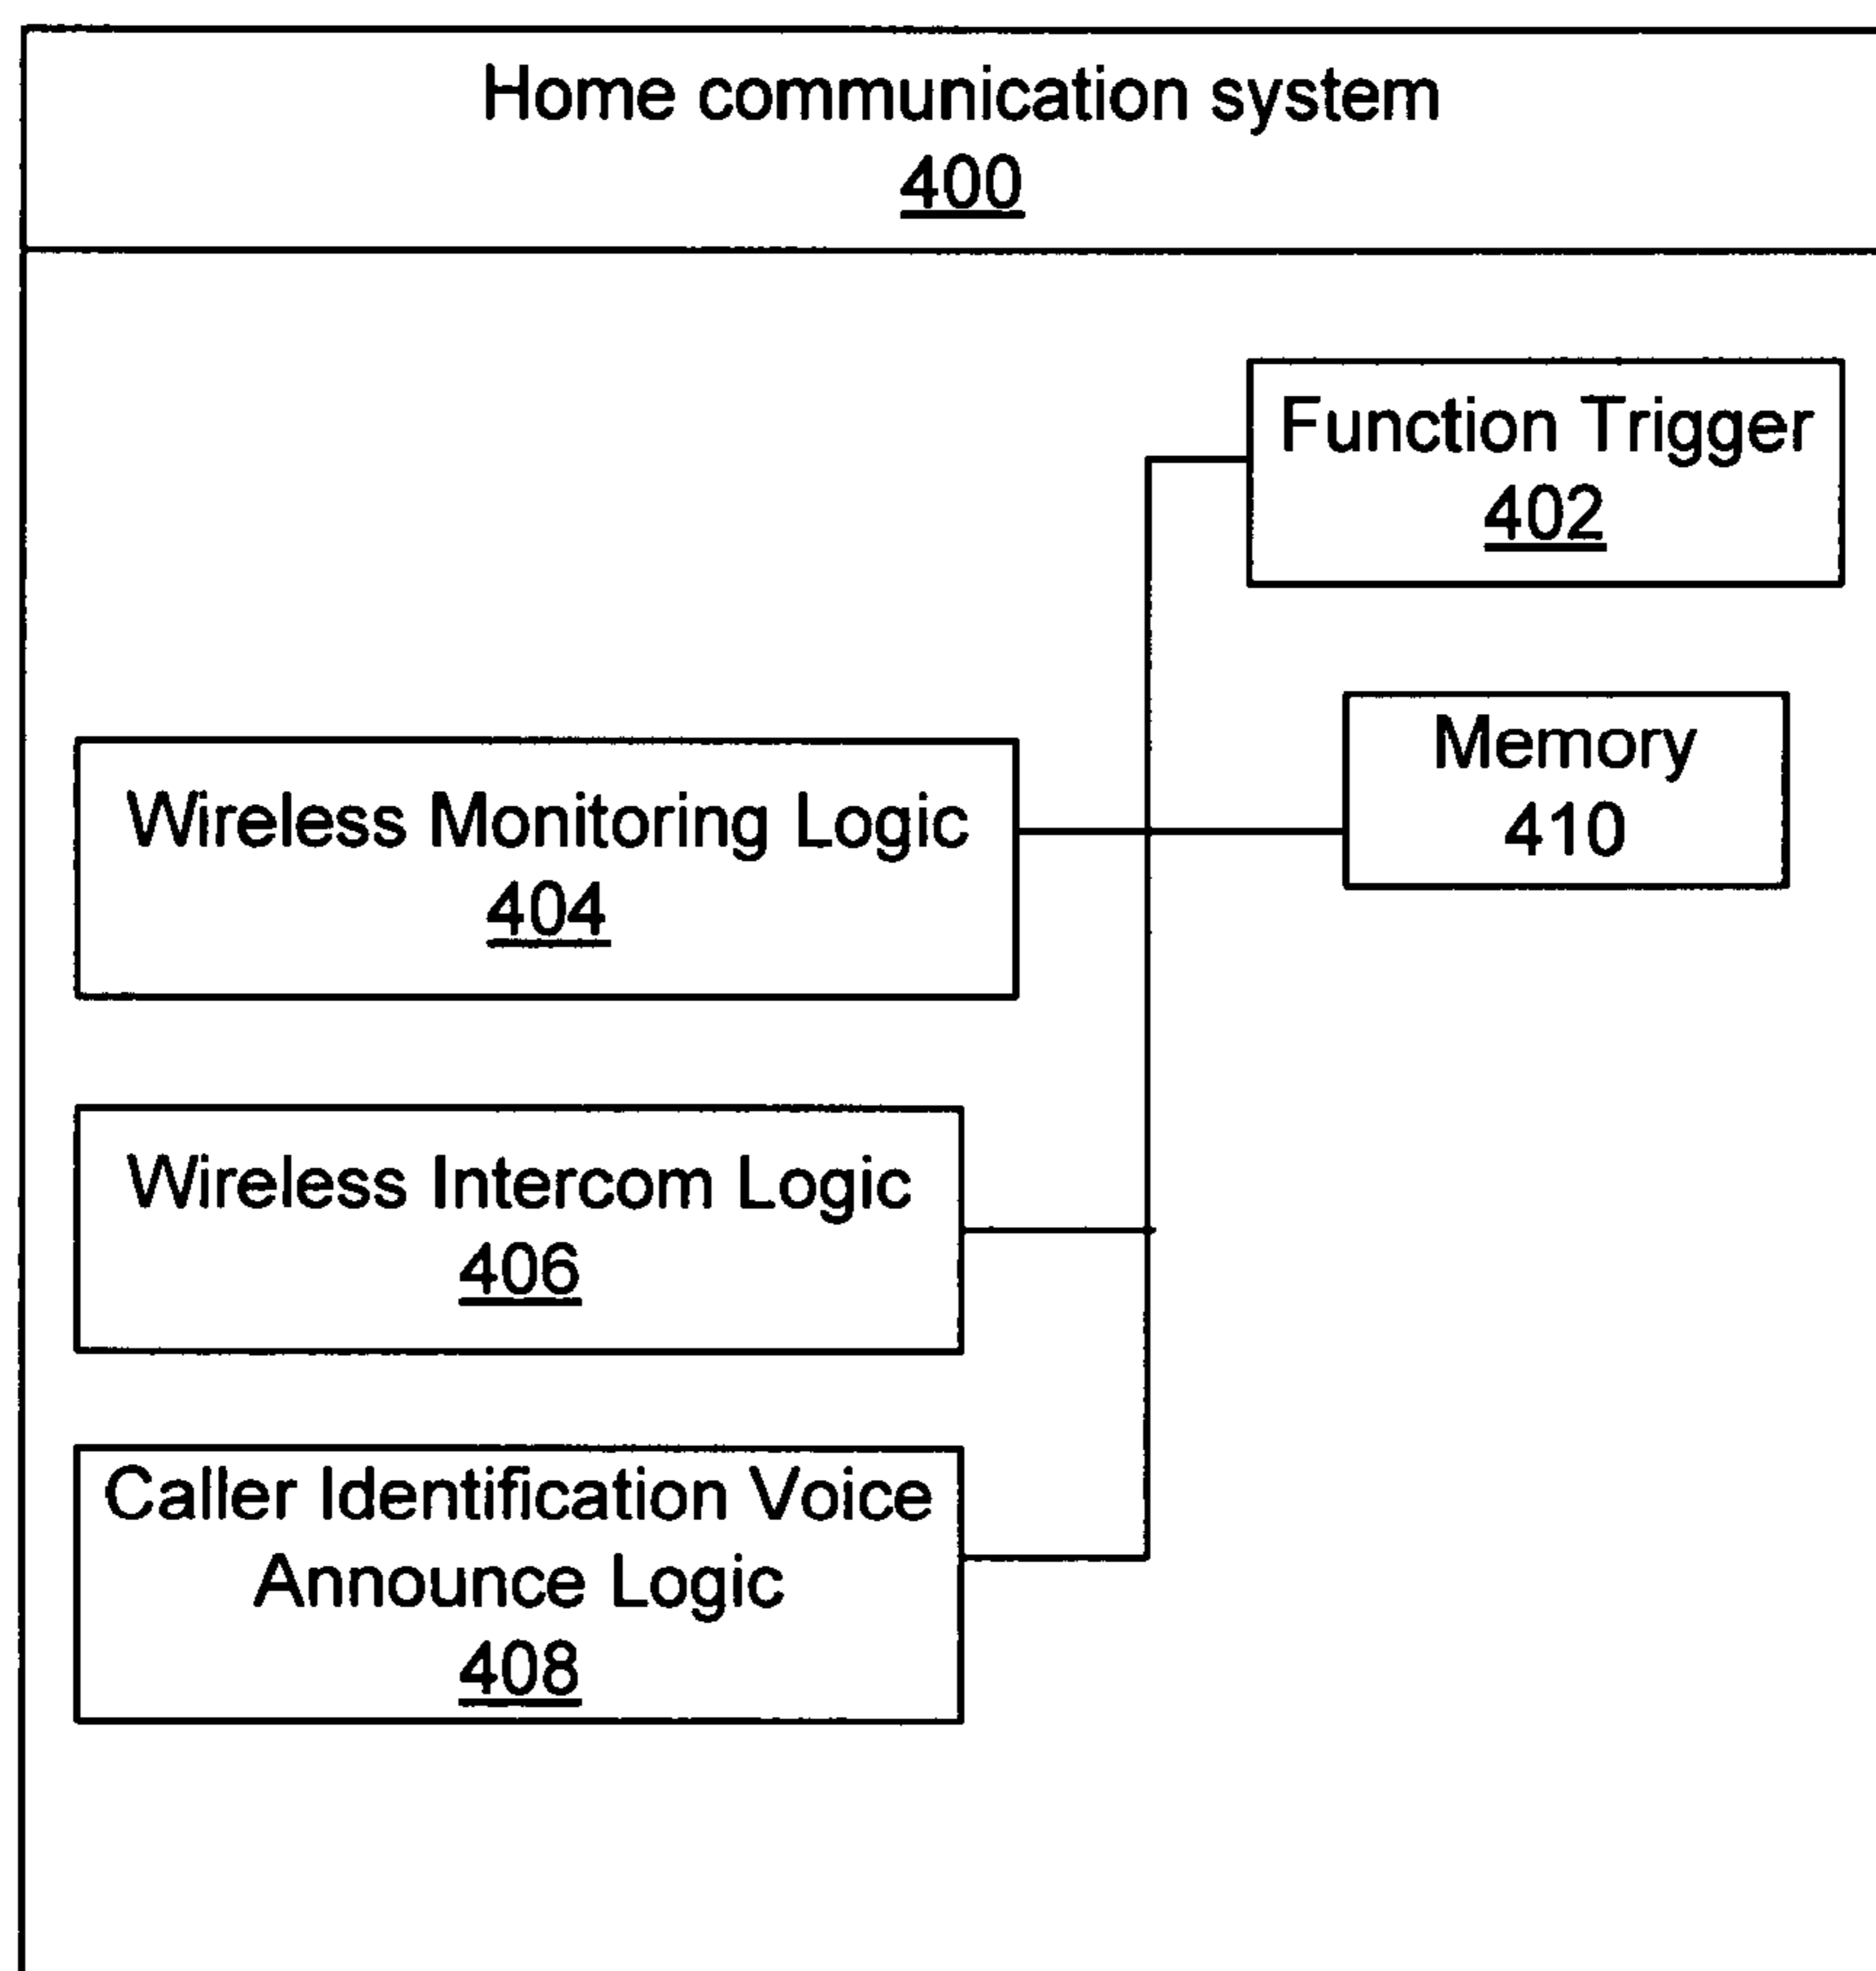 Home communication system
400
Function Trigger
402
Memory
410
Wireless Monitoring Logic
404
Wireless Intercom Logic
406
Caller Identification Voice
Announce Logic
408